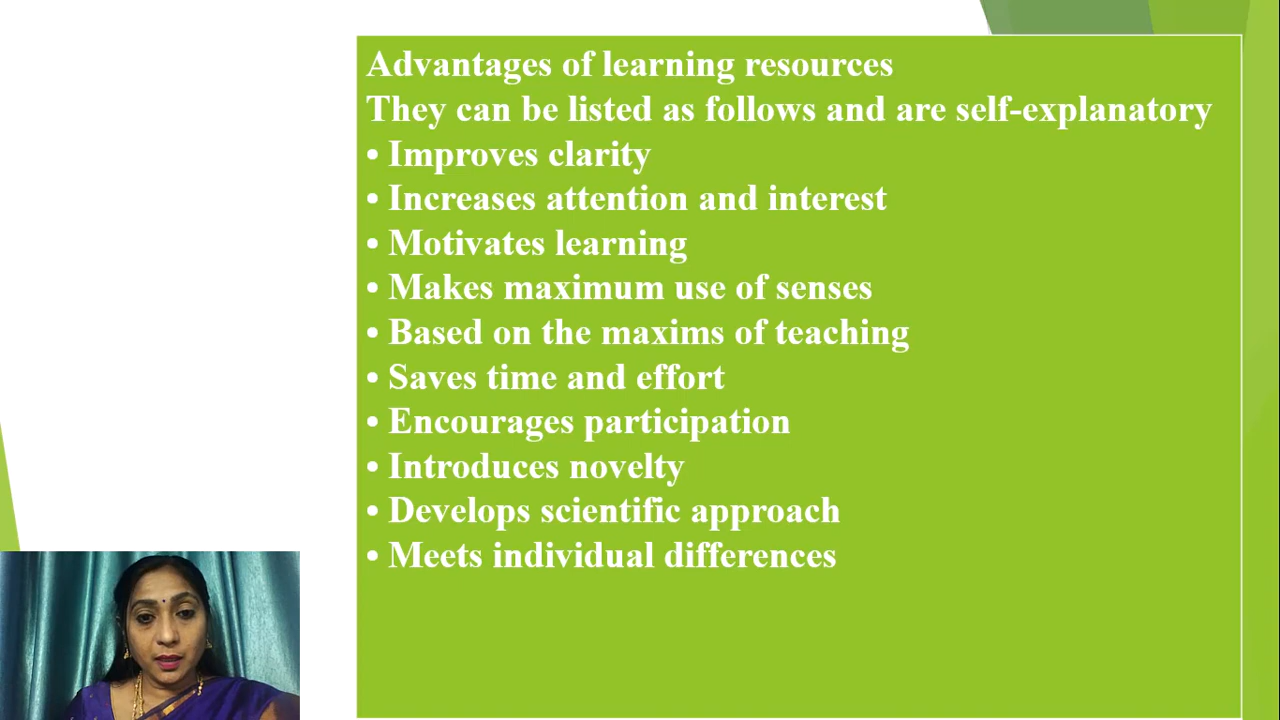 Advantages of learning resources
They can be listed as follows and are self-explanatory
• Improves clarity
• Increases attention and interest
• Motivates learning
• Makes maximum use of senses
• Based on the maxims of teaching
• Saves time and effort
• Encourages participation
• Introduces novelty
• Develops scientific approach
• Meets individual differences